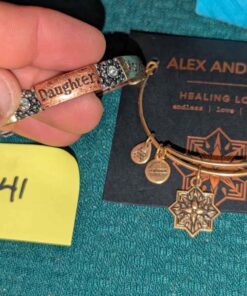 Daughter
ALEX AND
HEALING LO
endless | love |
41